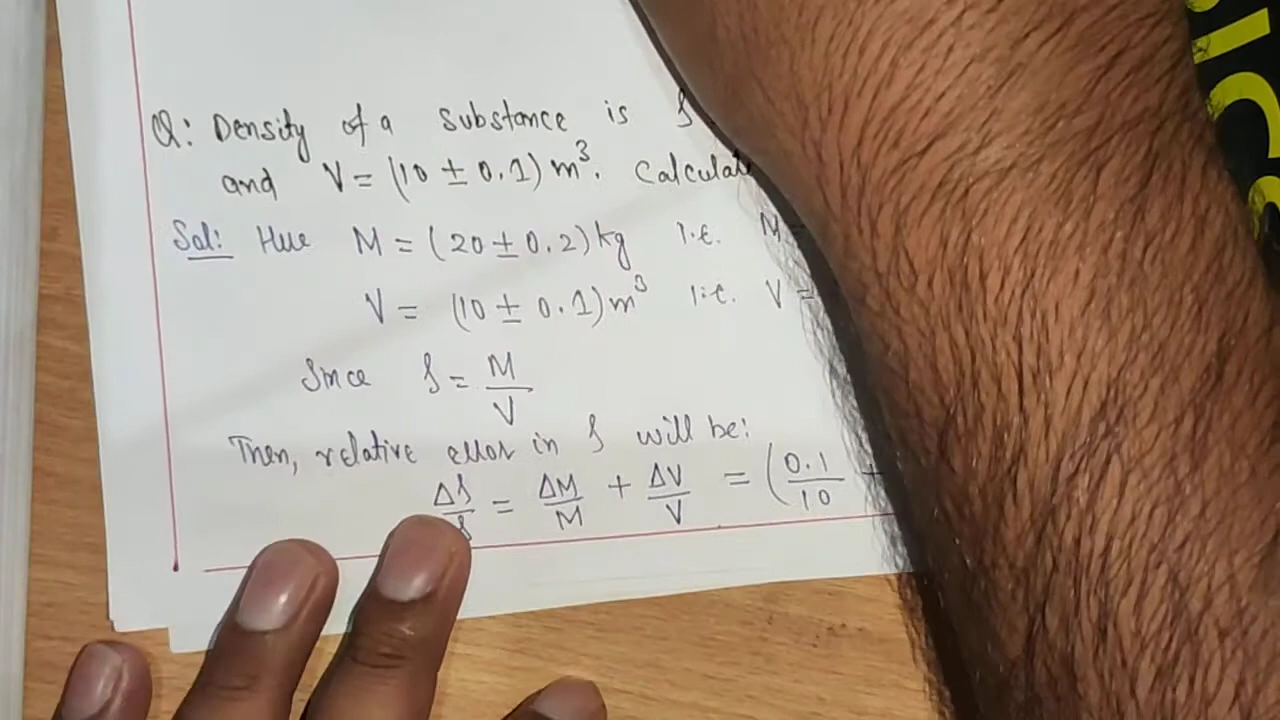 Q: Density of a substance is ρ
and V = (10 ± 0.1) m³. Calculate
Sol: Here M = (20 ± 0.2) kg i.e. M =
V = (10 ± 0.1) m³ i.e. V =
Since ρ = M/V
Then, relative error in ρ will be:
Δρ/ρ = ΔM/M + ΔV/V = (0.1/10 +